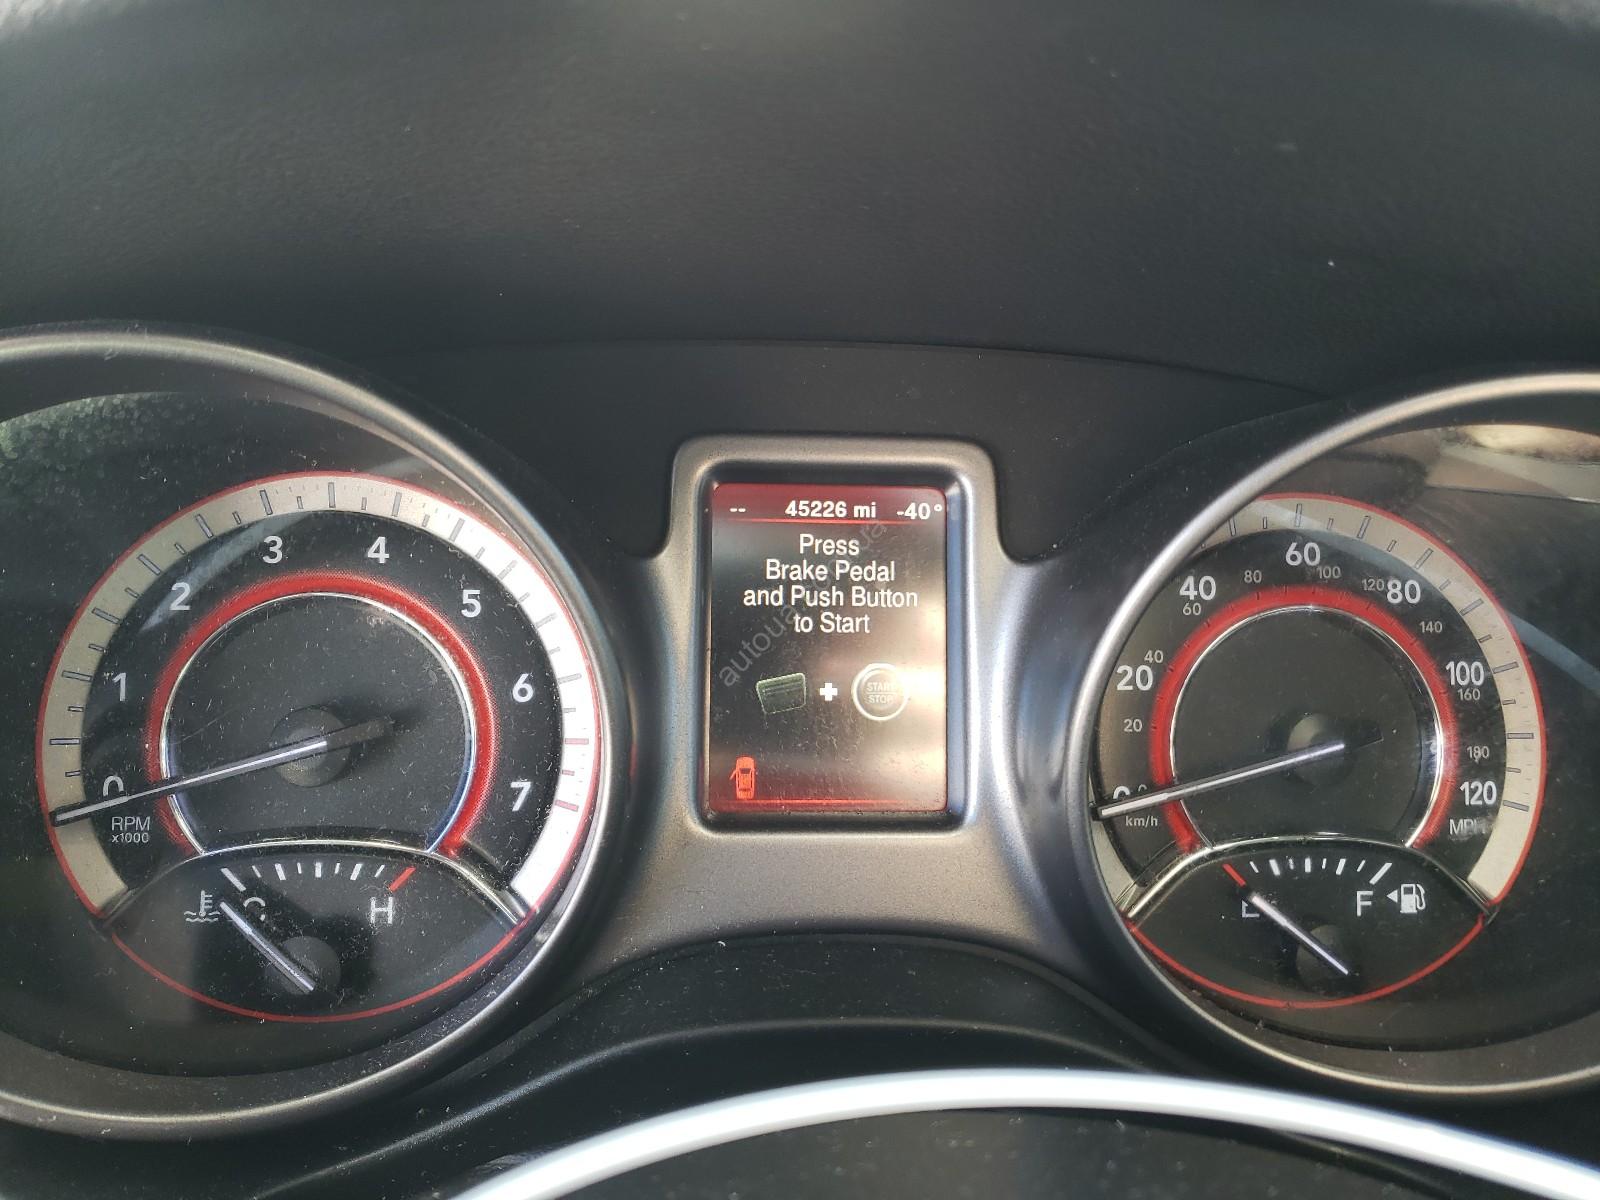 -- 45226 mi -40°
Press
Brake Pedal
and Push Button
to Start
START
STOP
0
1
2
3
4
5
6
7
RPM
x1000
C
H
0
20
40
60
80
100
120
MPH
20
40
60
80
100
120
140
160
180
km/h
E
F